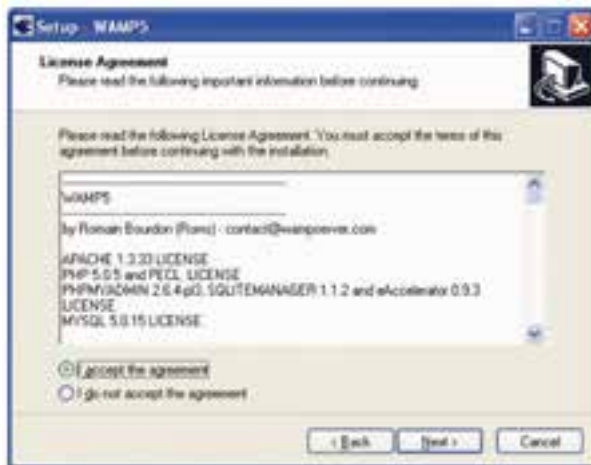 Setup - WAMP5
License Agreement
Please read the following important information before continuing.
Please read the following License Agreement. You must accept the terms of this
agreement before continuing with the installation.
WAMP5
by Romain Bourdon (Roms) - contact@wampserver.com
APACHE 1.3.33 LICENSE
PHP 5.0.5 and PECL LICENSE
PHPMYADMIN 2.6.4-pl3, SQLITEMANAGER 1.1.2 and eAccelerator 0.9.3
LICENSE
MYSQL 5.0.15 LICENSE
I accept the agreement
I do not accept the agreement
< Back
Next >
Cancel